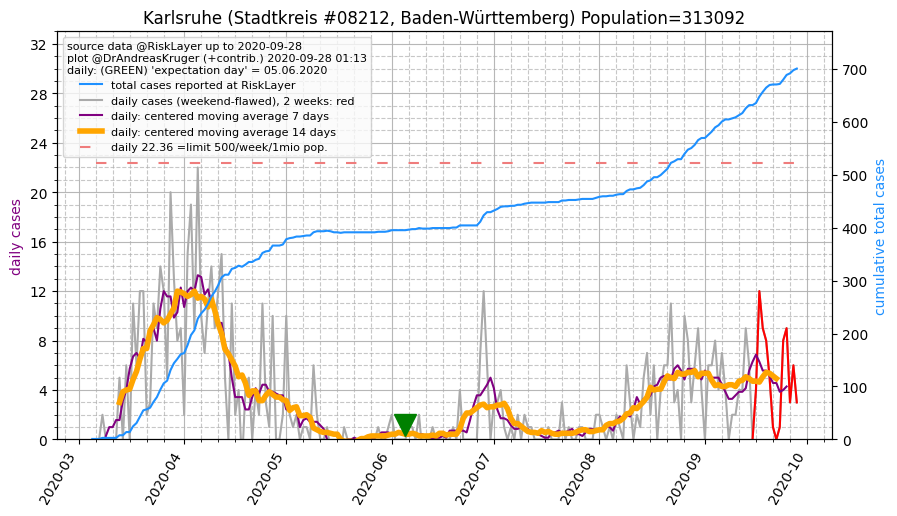 Karlsruhe (Stadtkreis #08212, Baden-Württemberg) Population=313092
source data @RiskLayer up to 2020-09-28
plot @DrAndreasKruger (+contrib.) 2020-09-28 01:13
daily: (GREEN) 'expectation day' = 05.06.2020
total cases reported at RiskLayer
daily cases (weekend-flawed), 2 weeks: red
daily: centered moving average 7 days
daily: centered moving average 14 days
daily 22.36 =limit 500/week/1mio pop.
daily cases
32
28
24
20
16
12
8
4
0
cumulative total cases
700
600
500
400
300
200
100
0
2020-03
2020-04
2020-05
2020-06
2020-07
2020-08
2020-09
2020-10